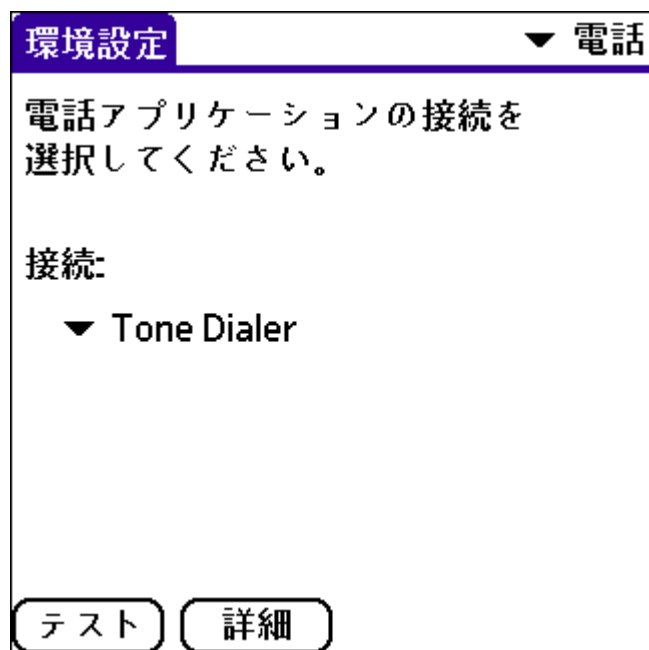 環境設定 ▼ 電話
電話アプリケーションの接続を
選択してください。
接続:
▼ Tone Dialer
テスト 詳細